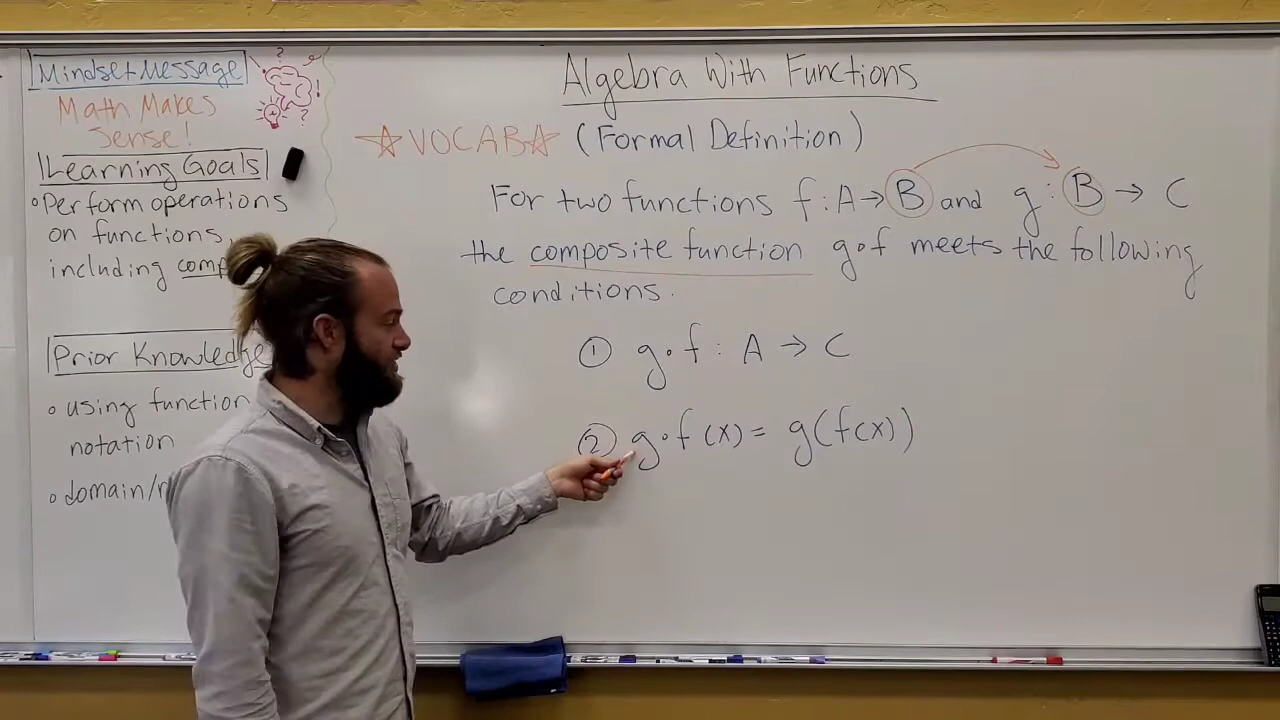 Mindset Message
Math Makes
Sense!
Learning Goals
• Perform operations
on functions,
including
Prior Knowledge
• using function
notation
• domain/
Algebra With Functions
☆VOCAB☆ (Formal Definition)
For two functions f : A → B and g : B → C
the composite function g∘f meets the following
conditions.
① g∘f : A → C
② g∘f (x) = g(f(x))
? ! ?